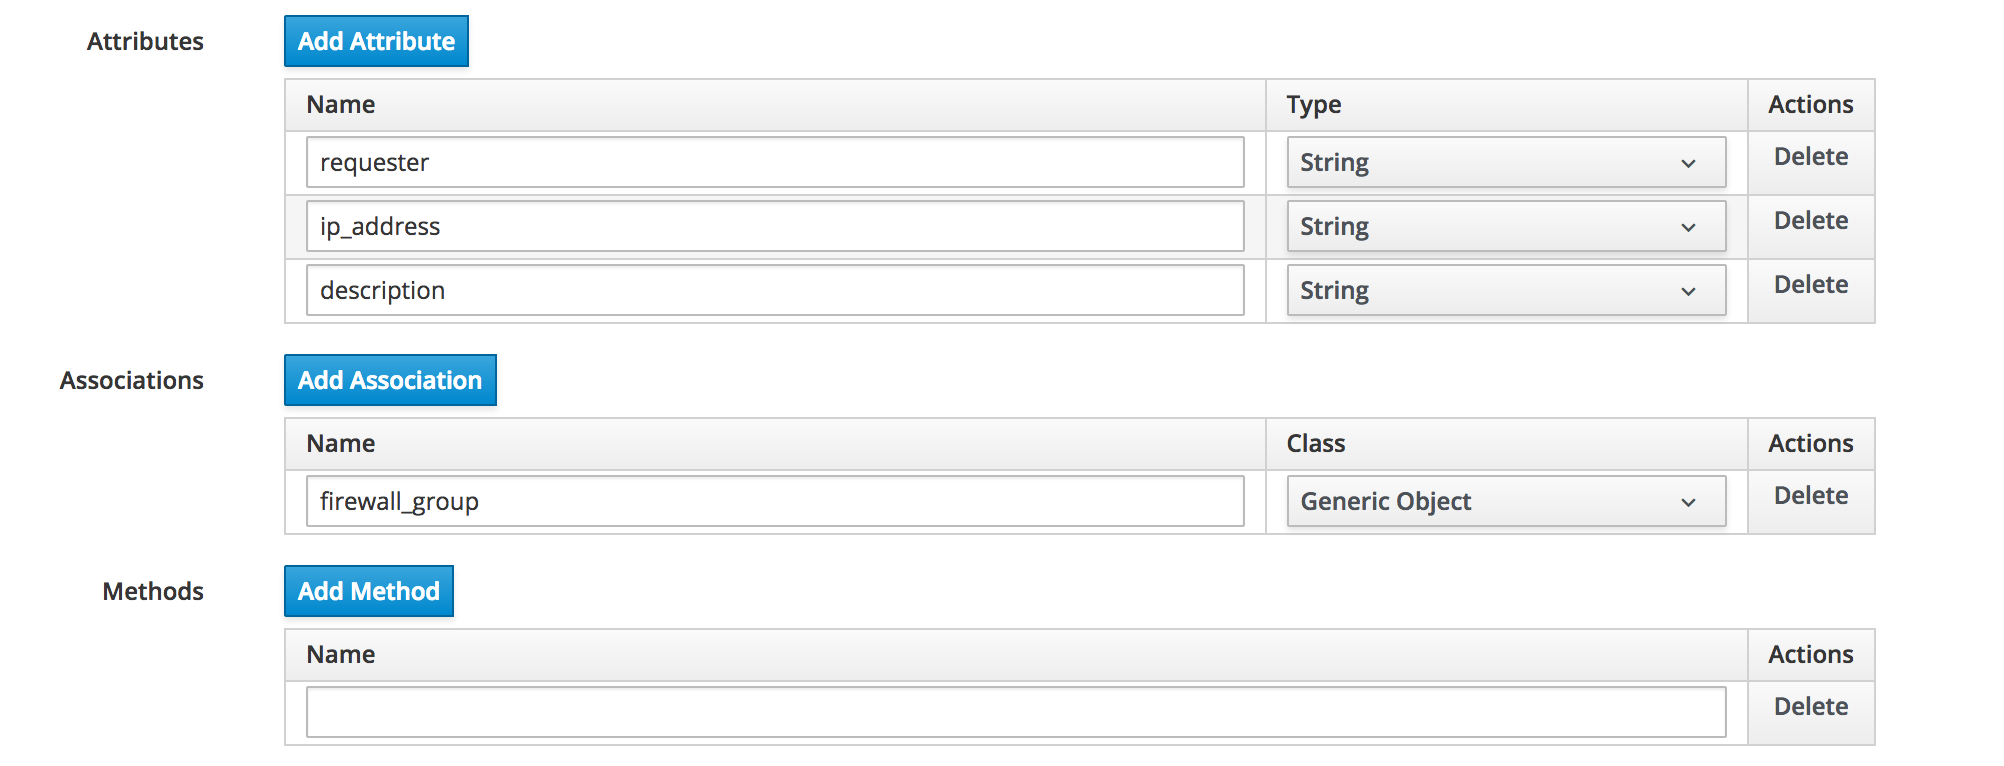 Attributes Add Attribute
Name Type Actions
requester String Delete
ip_address String Delete
description String Delete
Associations Add Association
Name Class Actions
firewall_group Generic Object Delete
Methods Add Method
Name Actions
Delete